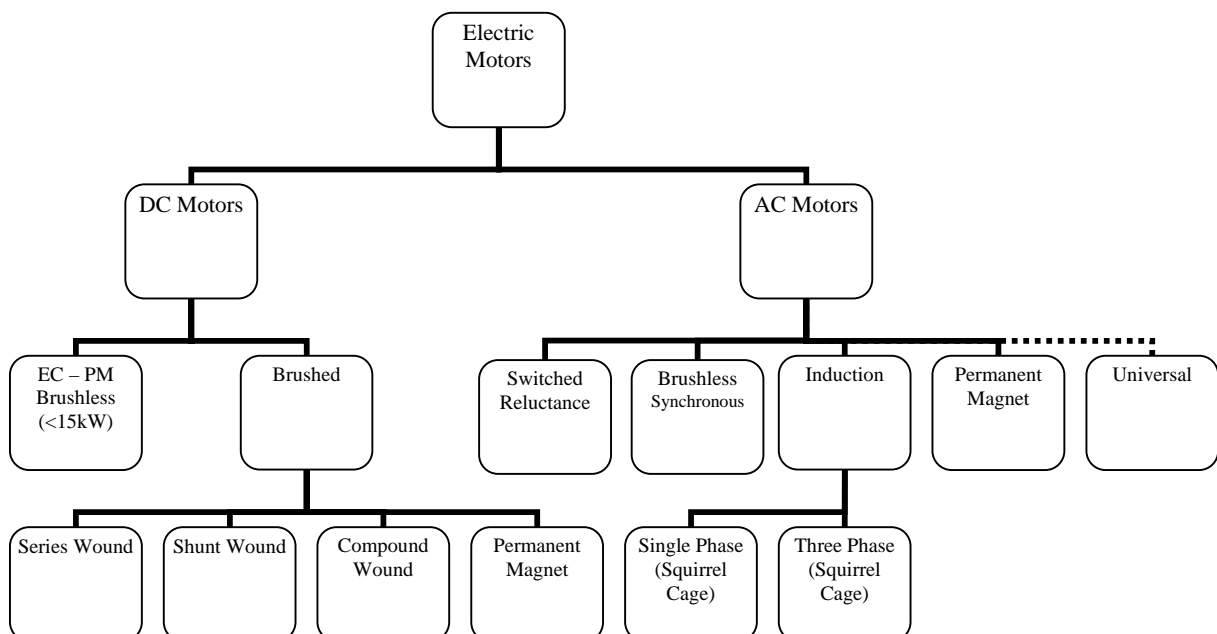 Electric
Motors
DC Motors
AC Motors
EC – PM
Brushless
(<15kW)
Brushed
Switched
Reluctance
Brushless
Synchronous
Induction
Permanent
Magnet
Universal
Series Wound
Shunt Wound
Compound
Wound
Permanent
Magnet
Single Phase
(Squirrel
Cage)
Three Phase
(Squirrel
Cage)